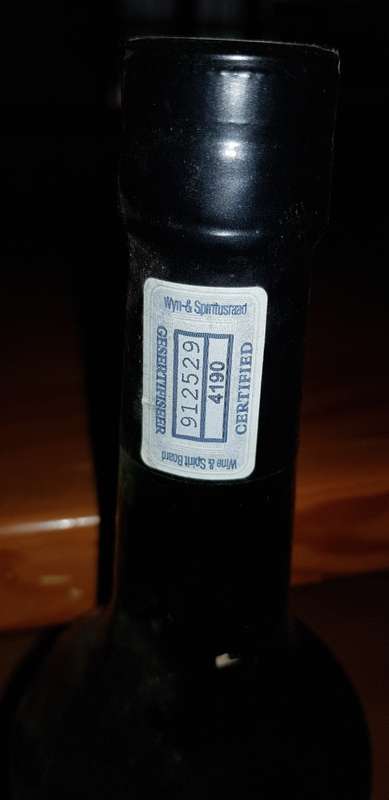 Wyn-& Spiritusraad
GESERTIFISEER
912529
4190
CERTIFIED
Wine & Spirit Board